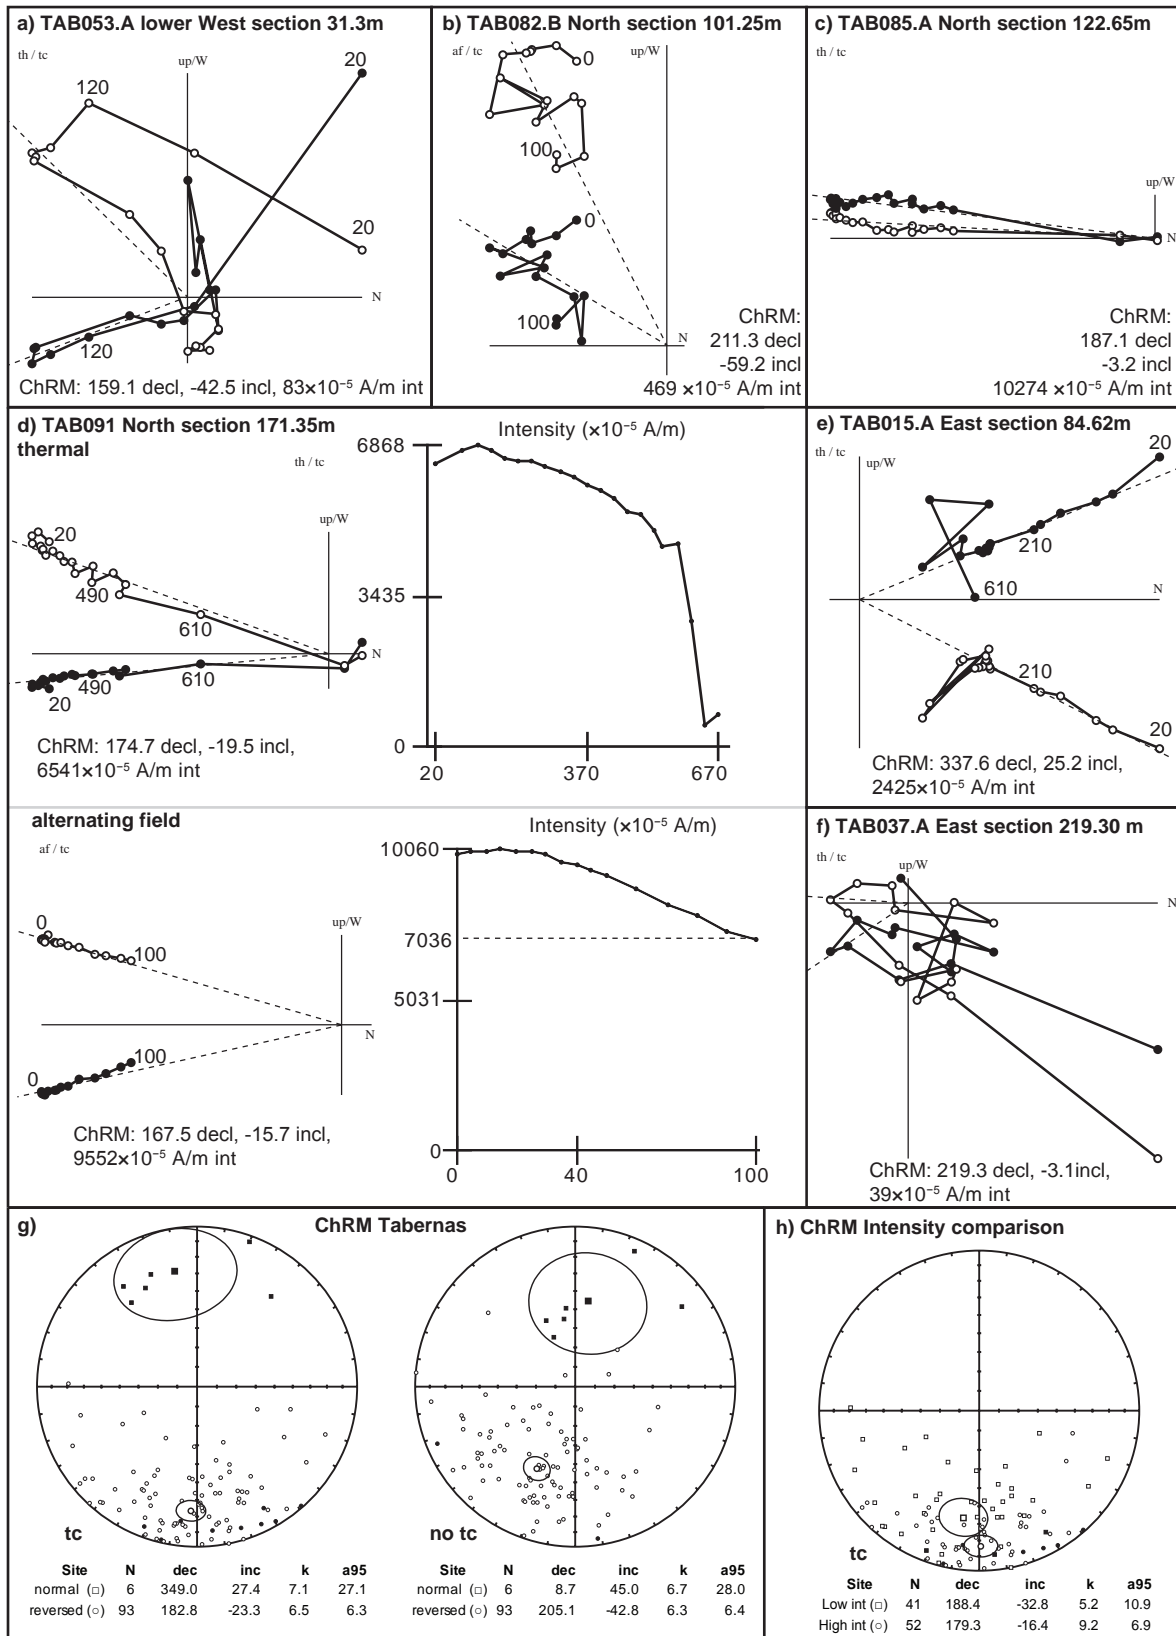 a) TAB053.A lower West section 31.3m
th / tc
up/W
20
120
20
N
120
ChRM: 159.1 decl, -42.5 incl, 83×10⁻⁵ A/m int
b) TAB082.B North section 101.25m
af / tc
up/W
0
100
0
100
N
ChRM:
211.3 decl
-59.2 incl
469 ×10⁻⁵ A/m int
c) TAB085.A North section 122.65m
th / tc
up/W
N
ChRM:
187.1 decl
-3.2 incl
10274 ×10⁻⁵ A/m int
d) TAB091 North section 171.35m
thermal
th / tc
up/W
20
490
610
N
490
610
20
ChRM: 174.7 decl, -19.5 incl,
6541×10⁻⁵ A/m int
Intensity (×10⁻⁵ A/m)
6868
3435
0
20 370 670
e) TAB015.A East section 84.62m
th / tc
up/W
20
210
610
N
210
20
ChRM: 337.6 decl, 25.2 incl,
2425×10⁻⁵ A/m int
alternating field
af / tc
up/W
0
100
N
100
0
ChRM: 167.5 decl, -15.7 incl,
9552×10⁻⁵ A/m int
Intensity (×10⁻⁵ A/m)
10060
7036
5031
0
0 40 100
f) TAB037.A East section 219.30 m
th / tc
up/W
N
ChRM: 219.3 decl, -3.1incl,
39×10⁻⁵ A/m int
g) ChRM Tabernas
tc
Site N dec inc k a95
normal (□) 6 349.0 27.4 7.1 27.1
reversed (○) 93 182.8 -23.3 6.5 6.3
no tc
Site N dec inc k a95
normal (□) 6 8.7 45.0 6.7 28.0
reversed (○) 93 205.1 -42.8 6.3 6.4
h) ChRM Intensity comparison
tc
Site N dec inc k a95
Low int (□) 41 188.4 -32.8 5.2 10.9
High int (○) 52 179.3 -16.4 9.2 6.9